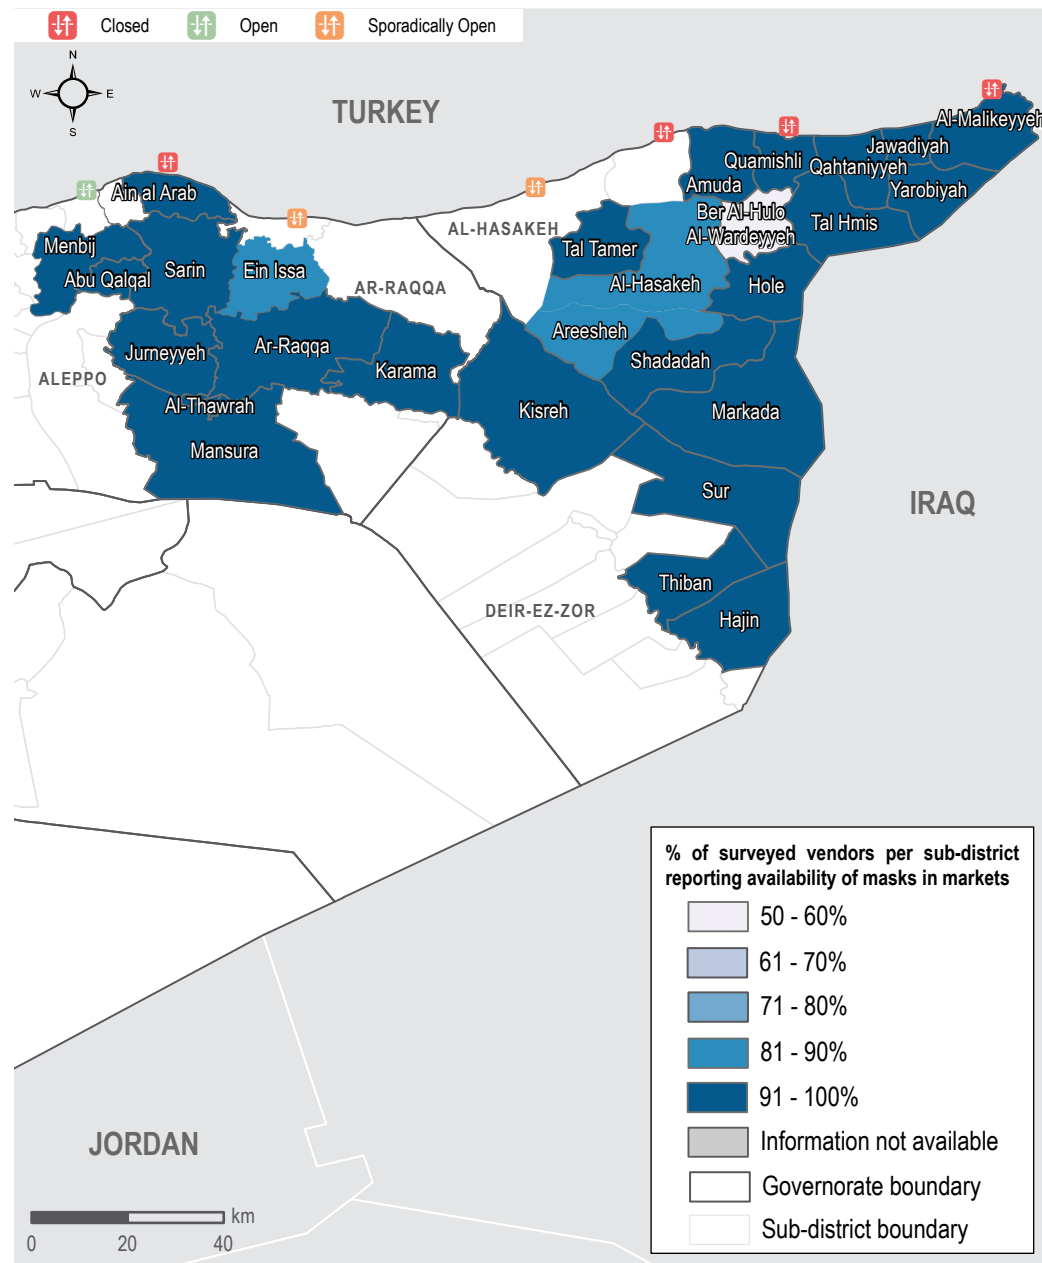 Closed
Open
Sporadically Open
N
W
E
S
TURKEY
Al-Malikeyyeh
Jawadiyah
Quamishli
Qahtaniyyeh
Ain al Arab
Amuda
Yarobiyah
Ber Al-Hulo
Al-Wardeyyeh
Tal Hmis
AL-HASAKEH
Menbij
Tal Tamer
Abu Qalqal
Sarin
Ein Issa
Al-Hasakeh
Hole
AR-RAQQA
Areesheh
Jurneyyeh
Ar-Raqqa
Shadadah
ALEPPO
Karama
Al-Thawrah
Kisreh
Markada
Mansura
Sur
IRAQ
Thiban
DEIR-EZ-ZOR
Hajin
% of surveyed vendors per sub-district
reporting availability of masks in markets
50 - 60%
61 - 70%
71 - 80%
81 - 90%
91 - 100%
Information not available
Governorate boundary
Sub-district boundary
JORDAN
km
0
20
40